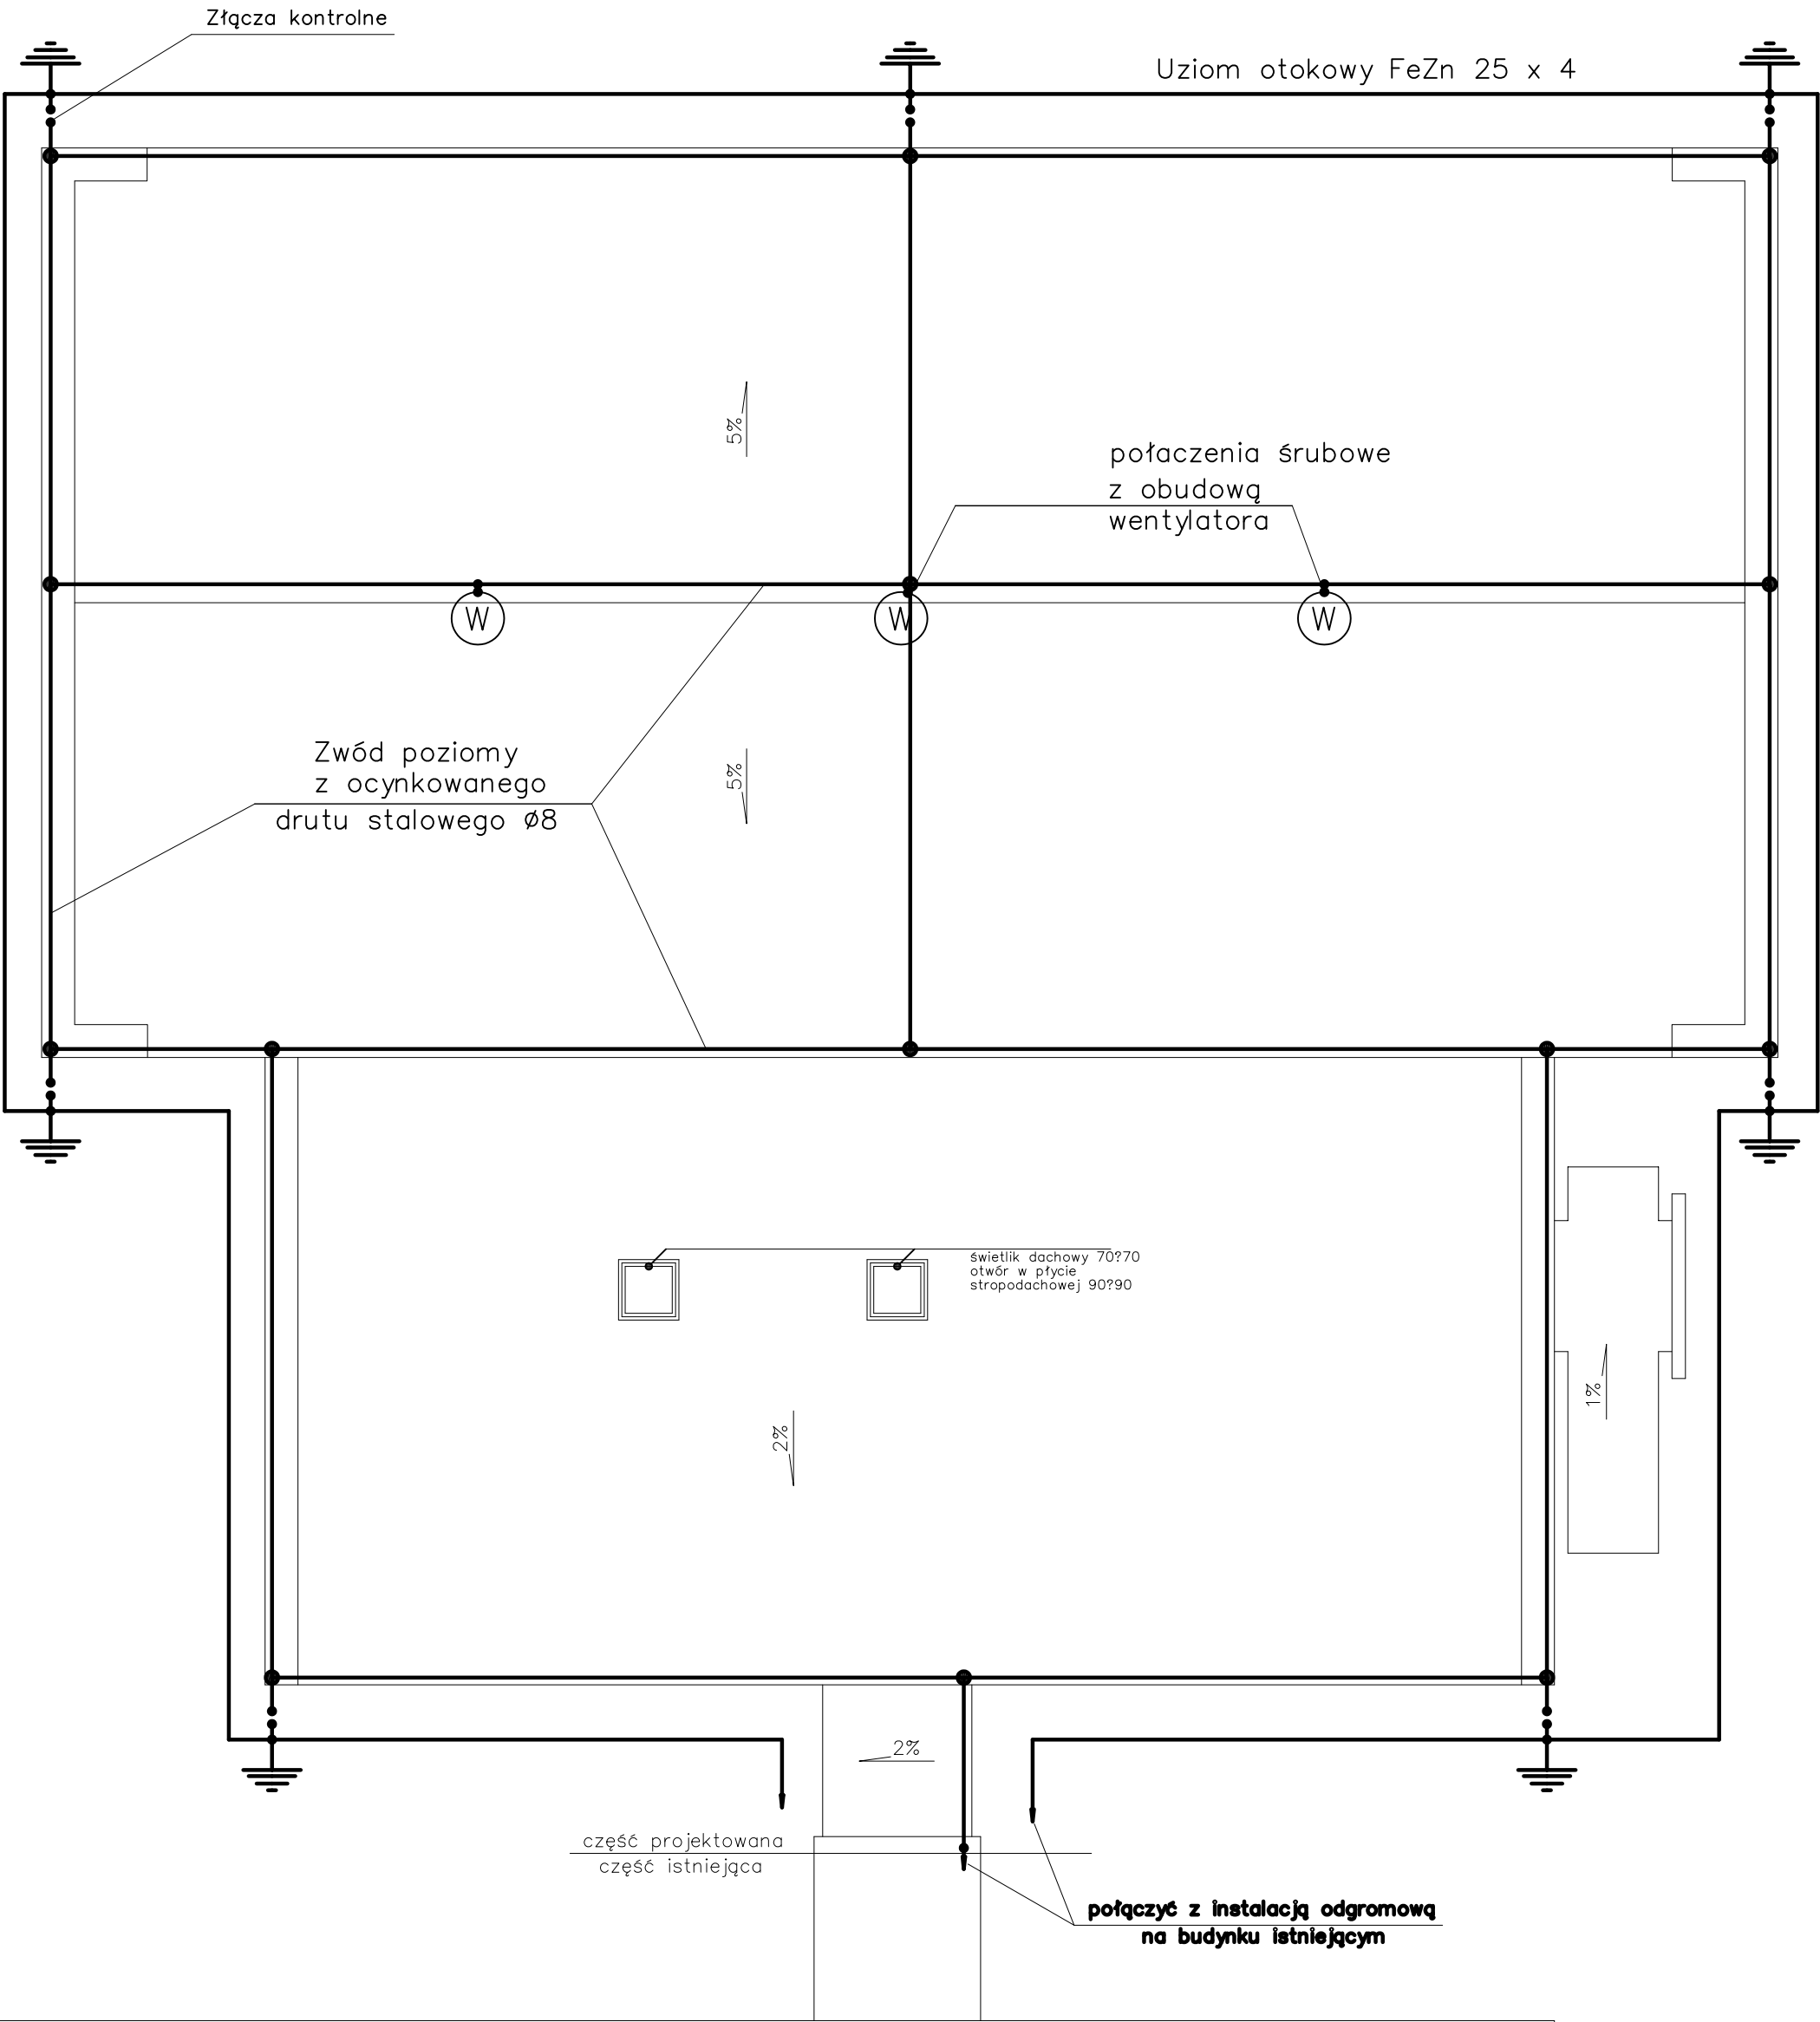 Złącza kontrolne
Uziom otokowy FeZn 25 x 4
5%
połaczenia śrubowe
z obudową
wentylatora
W
W
W
Zwód poziomy
z ocynkowanego
drutu stalowego Ø8
5%
świetlik dachowy 70?70
otwór w płycie
stropodachowej 90?90
1%
2%
2%
część projektowana
część istniejąca
połączyć z instalacją odgromową
na budynku istniejącym